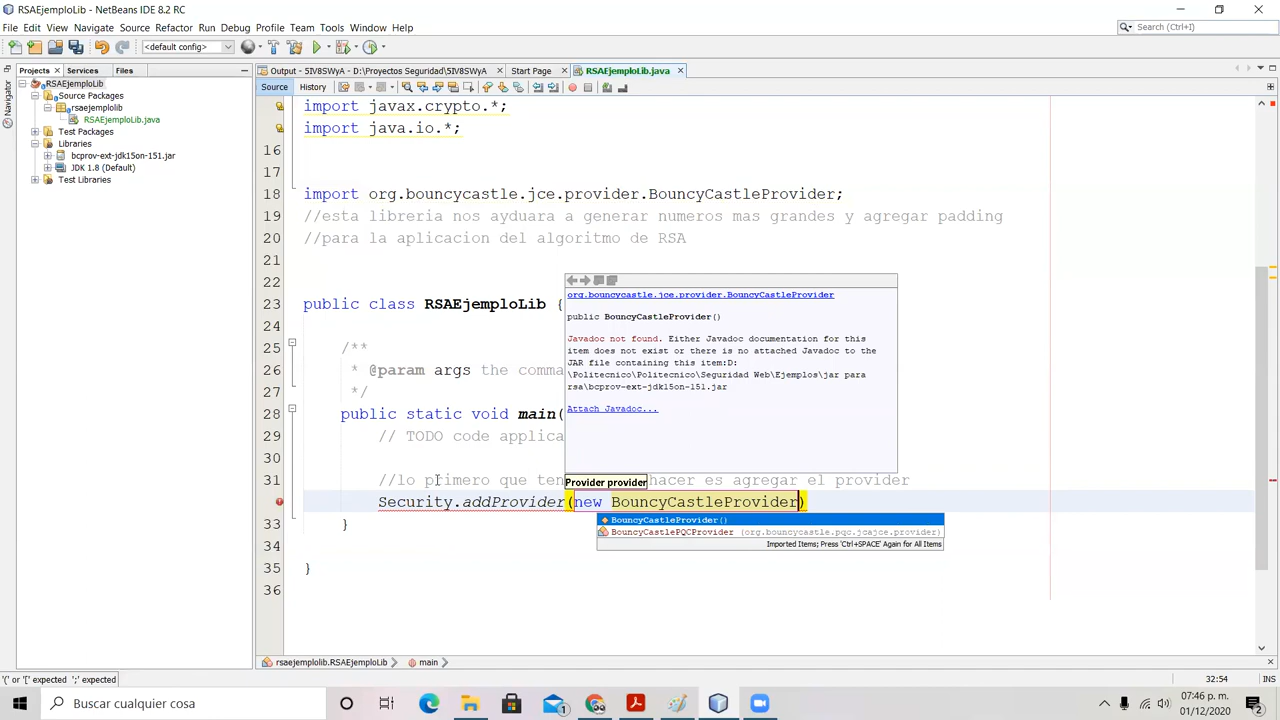 RSAEjemploLib - NetBeans IDE 8.2 RC
File Edit View Navigate Source Refactor Run Debug Profile Team Tools Window Help
Search (Ctrl+I)
<default config>
Projects Services Files
Output - 5IV8SWyA - D:\Proyectos Seguridad\5IV8SWyA Start Page RSAEjemploLib.java
Navigator
RSAEjemploLib
Source Packages
rsaejemplolib
RSAEjemploLib.java
Test Packages
Libraries
bcprov-ext-jdk15on-151.jar
JDK 1.8 (Default)
Test Libraries
Source History
import javax.crypto.*;
import java.io.*;
16
17
18 import org.bouncycastle.jce.provider.BouncyCastleProvider;
19 //esta libreria nos ayduara a generar numeros mas grandes y agregar padding
20 //para la aplicacion del algoritmo de RSA
21
22
23 public class RSAEjemploLib {
24
25 /**
26 * @param args the comma
27 */
28 public static void main(
29 // TODO code applica
30
31 //lo primero que ten hacer es agregar el provider
Security.addProvider(new BouncyCastleProvider)
33 }
34
35 }
36
org.bouncycastle.jce.provider.BouncyCastleProvider
public BouncyCastleProvider()
Javadoc not found. Either Javadoc documentation for this
item does not exist or there is no attached Javadoc to the
JAR file containing this item:D:
\Politecnico\Politecnico\Seguridad Web\Ejemplos\jar para
rsa\bcprov-ext-jdk15on-151.jar
Attach Javadoc...
Provider provider
BouncyCastleProvider()
BouncyCastlePQCProvider (org.bouncycastle.pqc.jcajce.provider)
Imported Items; Press 'Ctrl+SPACE' Again for All Items
rsaejemplolib.RSAEjemploLib main
'(' or '[' expected ';' expected
32:54 INS
Buscar cualquier cosa
1
07:46 p. m.
01/12/2020
2